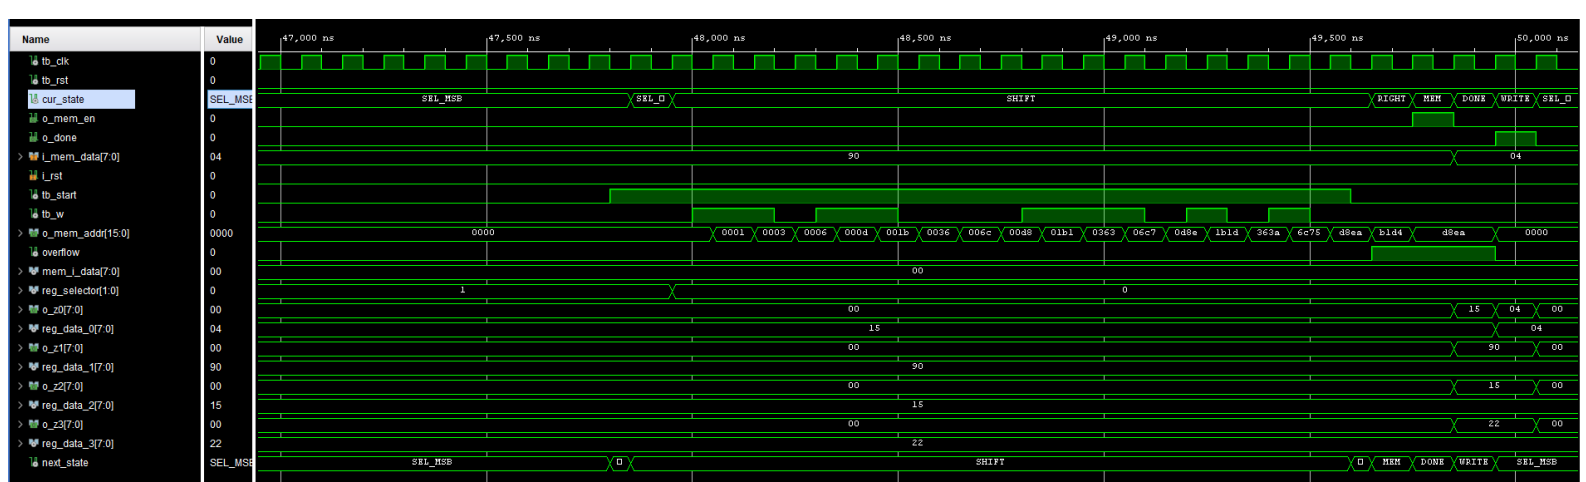 Name Value 47,000 ns 47,500 ns 48,000 ns 48,500 ns 49,000 ns 49,500 ns 50,000 ns
tb_clk 0
tb_rst 0
cur_state SEL_MSB SEL_MSB SEL_□ SHIFT RIGHT MEM DONE WRITE SEL_□
o_mem_en 0
o_done 0
i_mem_data[7:0] 04 90 04
i_rst 0
tb_start 0
tb_w 0
o_mem_addr[15:0] 0000 0000 0001 0003 0006 000d 001b 0036 006c 00d8 01b1 0363 06c7 0d8e 1b1d 363a 6c75 d8ea b1d4 d8ea 0000
overflow 0
mem_i_data[7:0] 00 00
reg_selector[1:0] 0 1 0
o_z0[7:0] 00 00 15 04 00
reg_data_0[7:0] 04 15 04
o_z1[7:0] 00 00 90 00
reg_data_1[7:0] 90 90
o_z2[7:0] 00 00 15 00
reg_data_2[7:0] 15 15
o_z3[7:0] 00 00 22 00
reg_data_3[7:0] 22 22
next_state SEL_MSE SEL_MSB □ SHIFT □ MEM DONE WRITE SEL_MSB